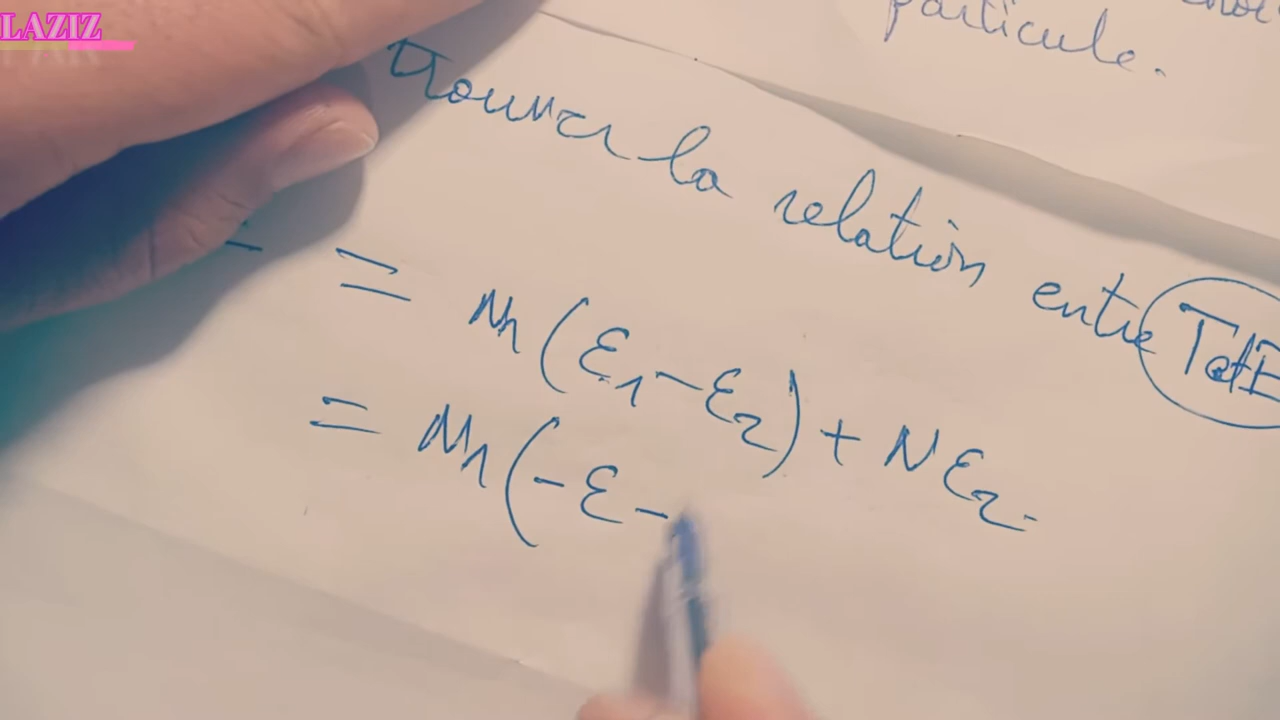 LAZIZ
particule.
trouver la relation entre T et E
= n₁(ε₁-ε₂) + Nε₂.
= n₁(-ε-